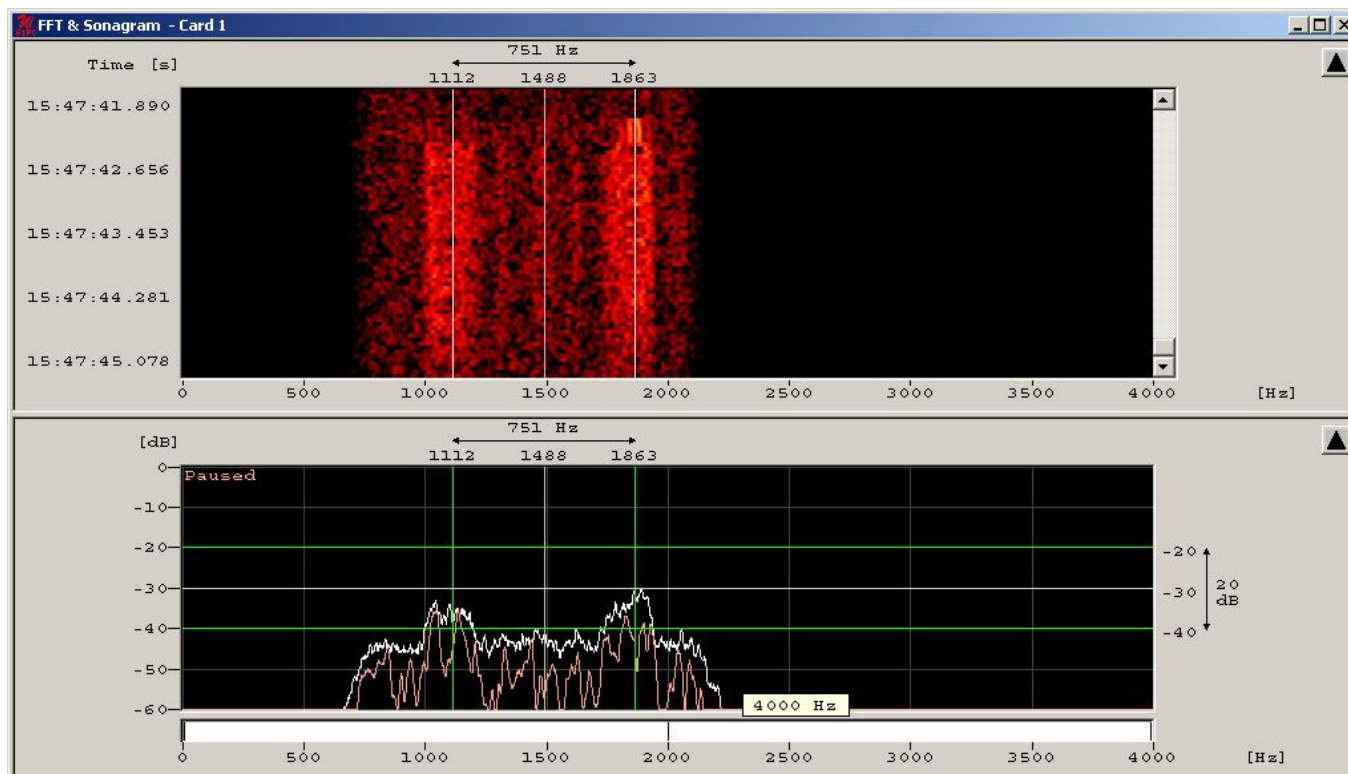 FFT & Sonagram - Card 1
751 Hz
Time [s]
1112 1488 1863
15:47:41.890
15:47:42.656
15:47:43.453
15:47:44.281
15:47:45.078
0 500 1000 1500 2000 2500 3000 3500 4000 [Hz]
751 Hz
[dB]
1112 1488 1863
0
Paused
-10
-20 -20
-30 -30 20 dB
-40 -40
-50
-60
4000 Hz
0 500 1000 1500 2000 2500 3000 3500 4000 [Hz]